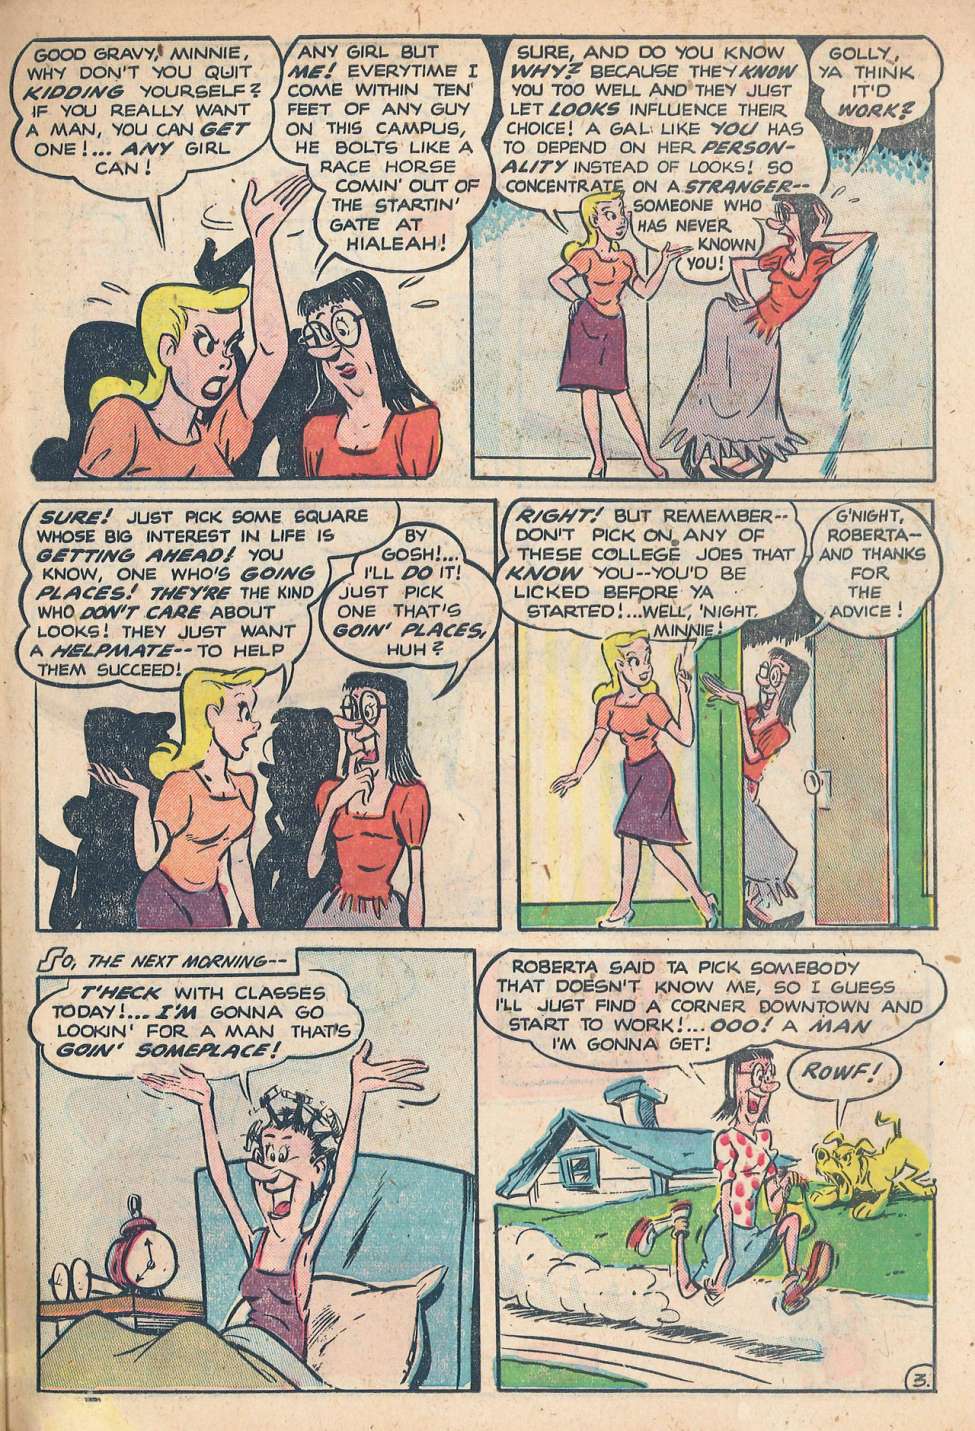 GOOD GRAVY, MINNIE,
WHY DON'T YOU QUIT
KIDDING YOURSELF?
IF YOU REALLY WANT
A MAN, YOU CAN GET
ONE!... ANY GIRL
CAN!
ANY GIRL BUT
ME! EVERYTIME I
COME WITHIN TEN
FEET OF ANY GUY
ON THIS CAMPUS,
HE BOLTS LIKE A
RACE HORSE
COMIN' OUT OF
THE STARTIN'
GATE AT
HIALEAH!
SURE, AND DO YOU KNOW
WHY? BECAUSE THEY KNOW
YOU TOO WELL AND THEY JUST
LET LOOKS INFLUENCE THEIR
CHOICE! A GAL LIKE YOU HAS
TO DEPEND ON HER PERSON-
ALITY INSTEAD OF LOOKS! SO
CONCENTRATE ON A STRANGER--
SOMEONE WHO
HAS NEVER
KNOWN
YOU!
GOLLY,
YA THINK
IT'D
WORK?
SURE! JUST PICK SOME SQUARE
WHOSE BIG INTEREST IN LIFE IS
GETTING AHEAD! YOU
KNOW, ONE WHO'S GOING
PLACES! THEY'RE THE KIND
WHO DON'T CARE ABOUT
LOOKS! THEY JUST WANT
A HELPMATE-- TO HELP
THEM SUCCEED!
BY
GOSH!...
I'LL DO IT!
JUST PICK
ONE THAT'S
GOIN' PLACES,
HUH?
RIGHT! BUT REMEMBER--
DON'T PICK ON ANY OF
THESE COLLEGE JOES THAT
KNOW YOU--YOU'D BE
LICKED BEFORE YA
STARTED!...WELL, 'NIGHT,
MINNIE!
G'NIGHT,
ROBERTA--
AND THANKS
FOR
THE
ADVICE!
SO, THE NEXT MORNING--
T'HECK WITH CLASSES
TODAY!... I'M GONNA GO
LOOKIN' FOR A MAN THAT'S
GOIN' SOMEPLACE!
ROBERTA SAID TA PICK SOMEBODY
THAT DOESN'T KNOW ME, SO I GUESS
I'LL JUST FIND A CORNER DOWNTOWN AND
START TO WORK!... OOO! A MAN
I'M GONNA GET!
ROWF!
3.